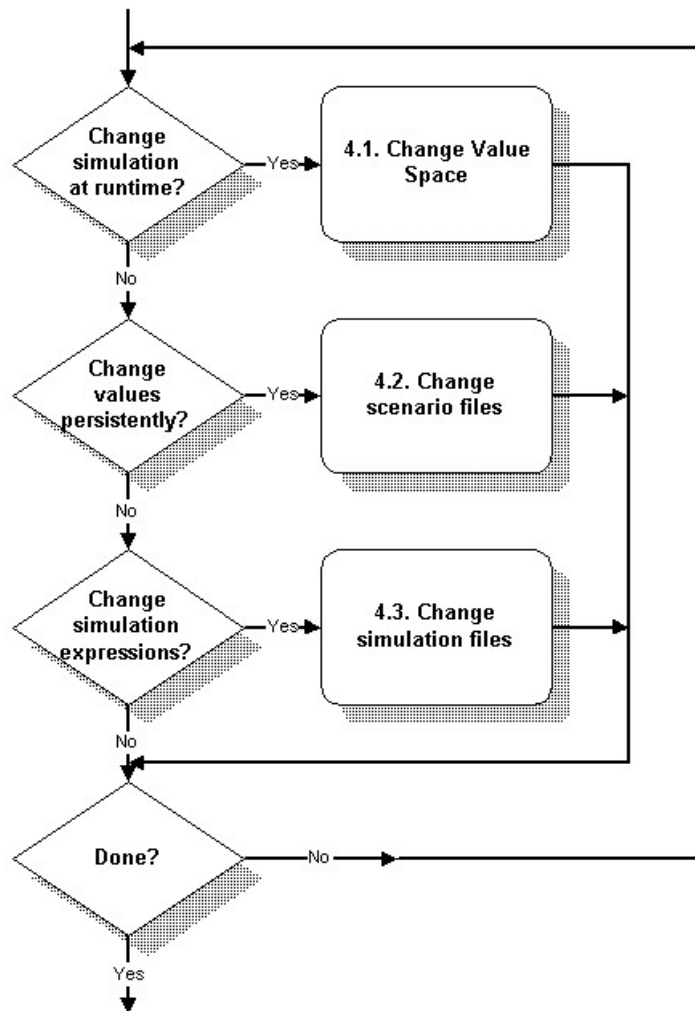 Change
simulation
at runtime?
Yes
4.1. Change Value
Space
No
Change
values
persistently?
Yes
4.2. Change
scenario files
No
Change
simulation
expressions?
Yes
4.3. Change
simulation files
No
Done?
No
Yes